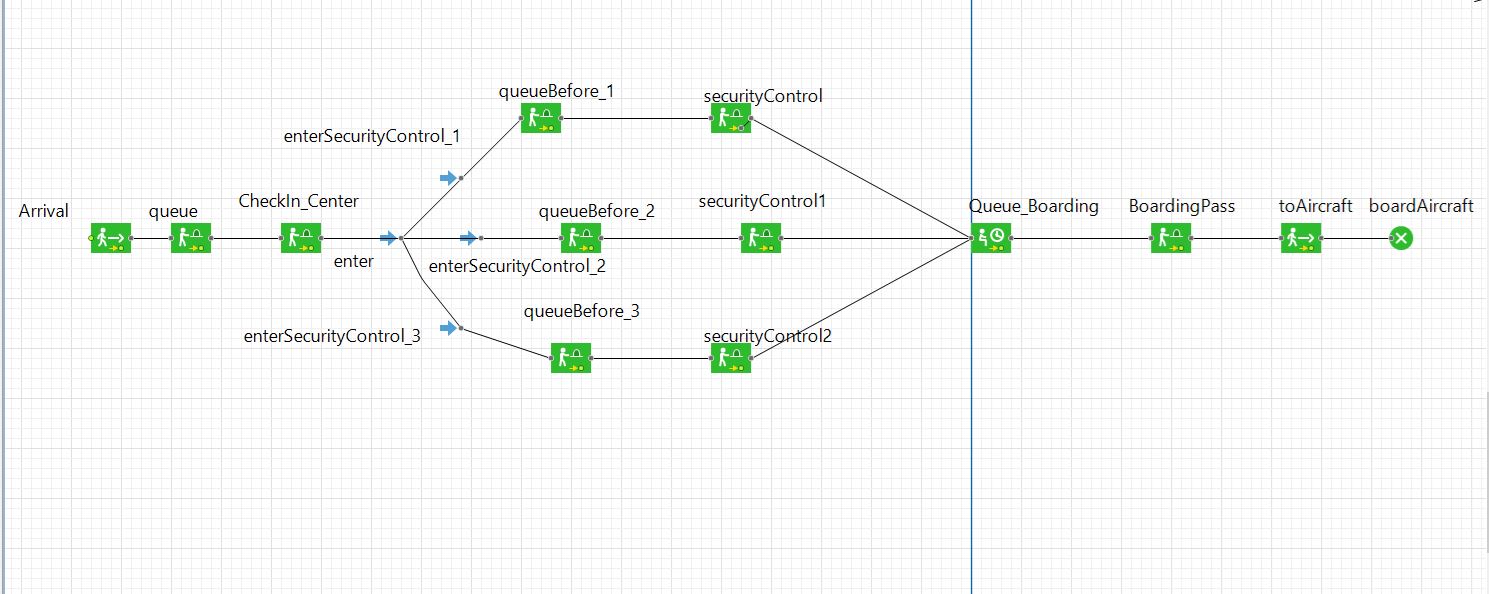 queueBefore_1
securityControl
enterSecurityControl_1
CheckIn_Center
securityControl1
Arrival
queue
queueBefore_2
Queue_Boarding
BoardingPass
toAircraft
boardAircraft
enter
enterSecurityControl_2
queueBefore_3
enterSecurityControl_3
securityControl2